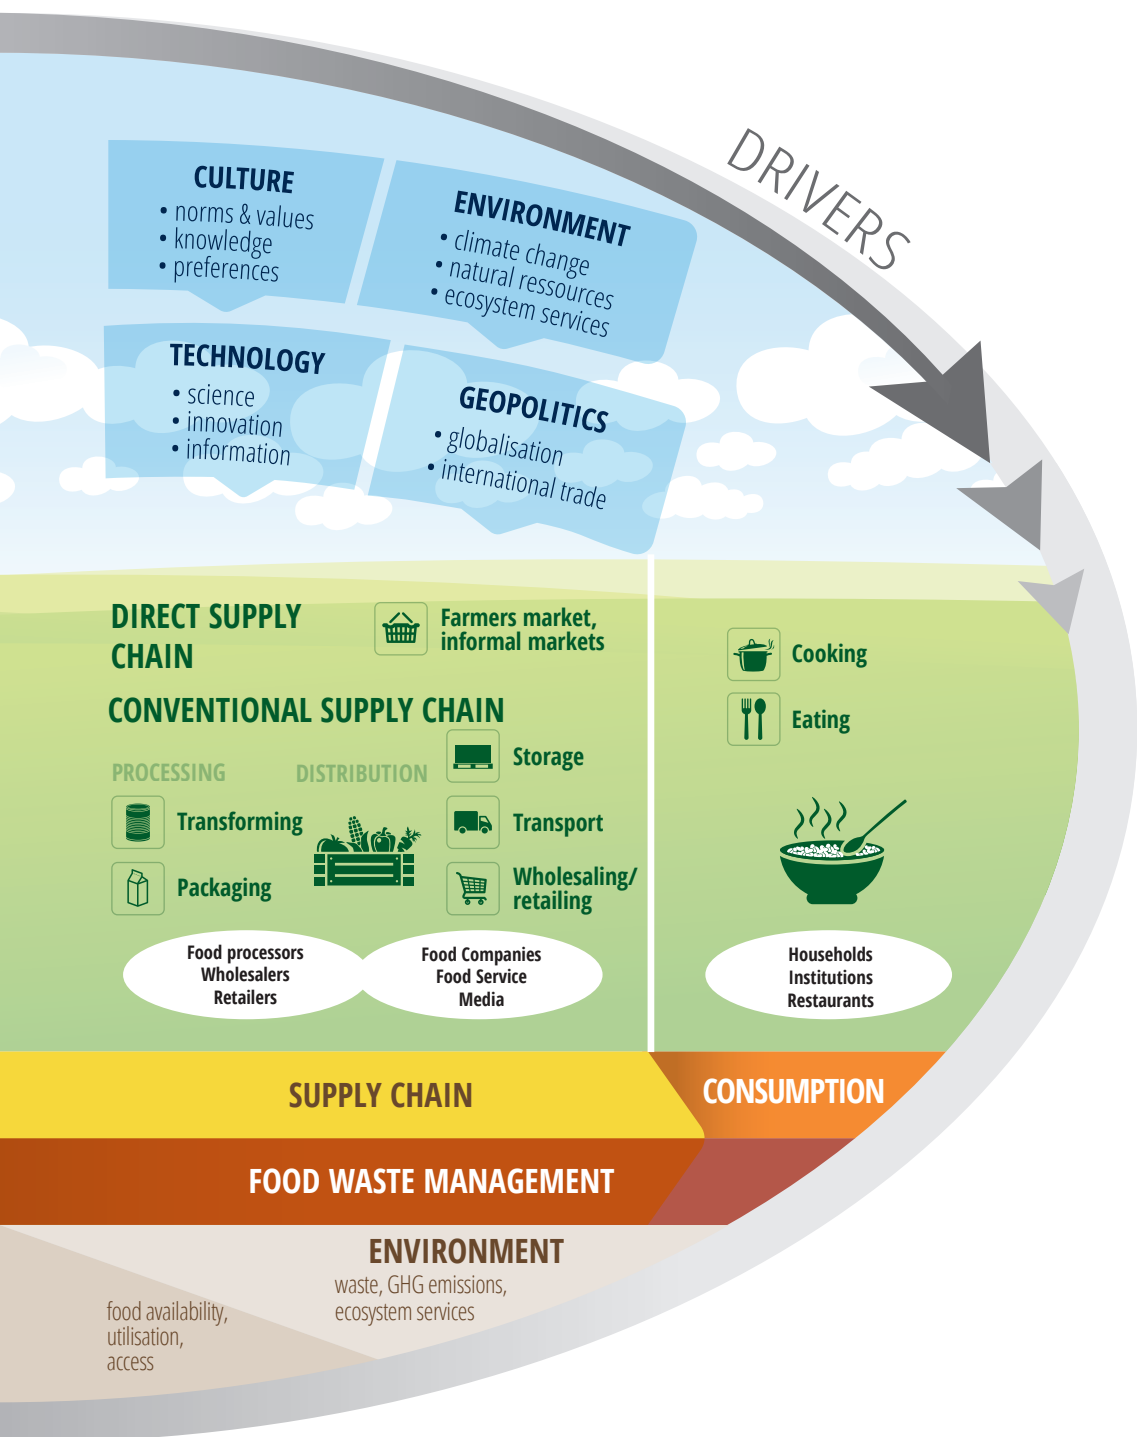 DRIVERS
CULTURE
• norms & values
• knowledge
• preferences
ENVIRONMENT
• climate change
• natural ressources
• ecosystem services
TECHNOLOGY
• science
• innovation
• information
GEOPOLITICS
• globalisation
• international trade
DIRECT SUPPLY
CHAIN
Farmers market,
informal markets
CONVENTIONAL SUPPLY CHAIN
PROCESSING
Transforming
Packaging
DISTRIBUTION
Storage
Transport
Wholesaling/
retailing
Cooking
Eating
Food processors
Wholesalers
Retailers
Food Companies
Food Service
Media
Households
Institutions
Restaurants
SUPPLY CHAIN
CONSUMPTION
FOOD WASTE MANAGEMENT
ENVIRONMENT
waste, GHG emissions,
ecosystem services
food availability,
utilisation,
access